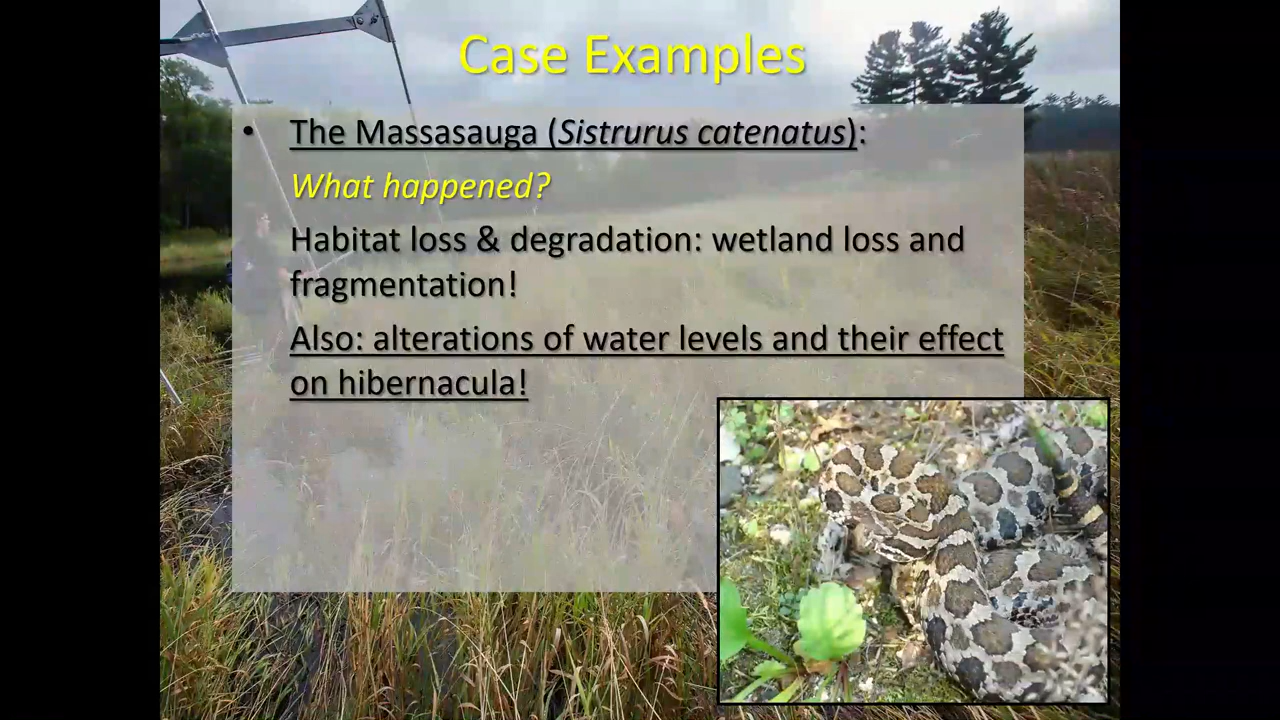 Case Examples
• The Massasauga (Sistrurus catenatus):
What happened?
Habitat loss & degradation: wetland loss and
fragmentation!
Also: alterations of water levels and their effect
on hibernacula!